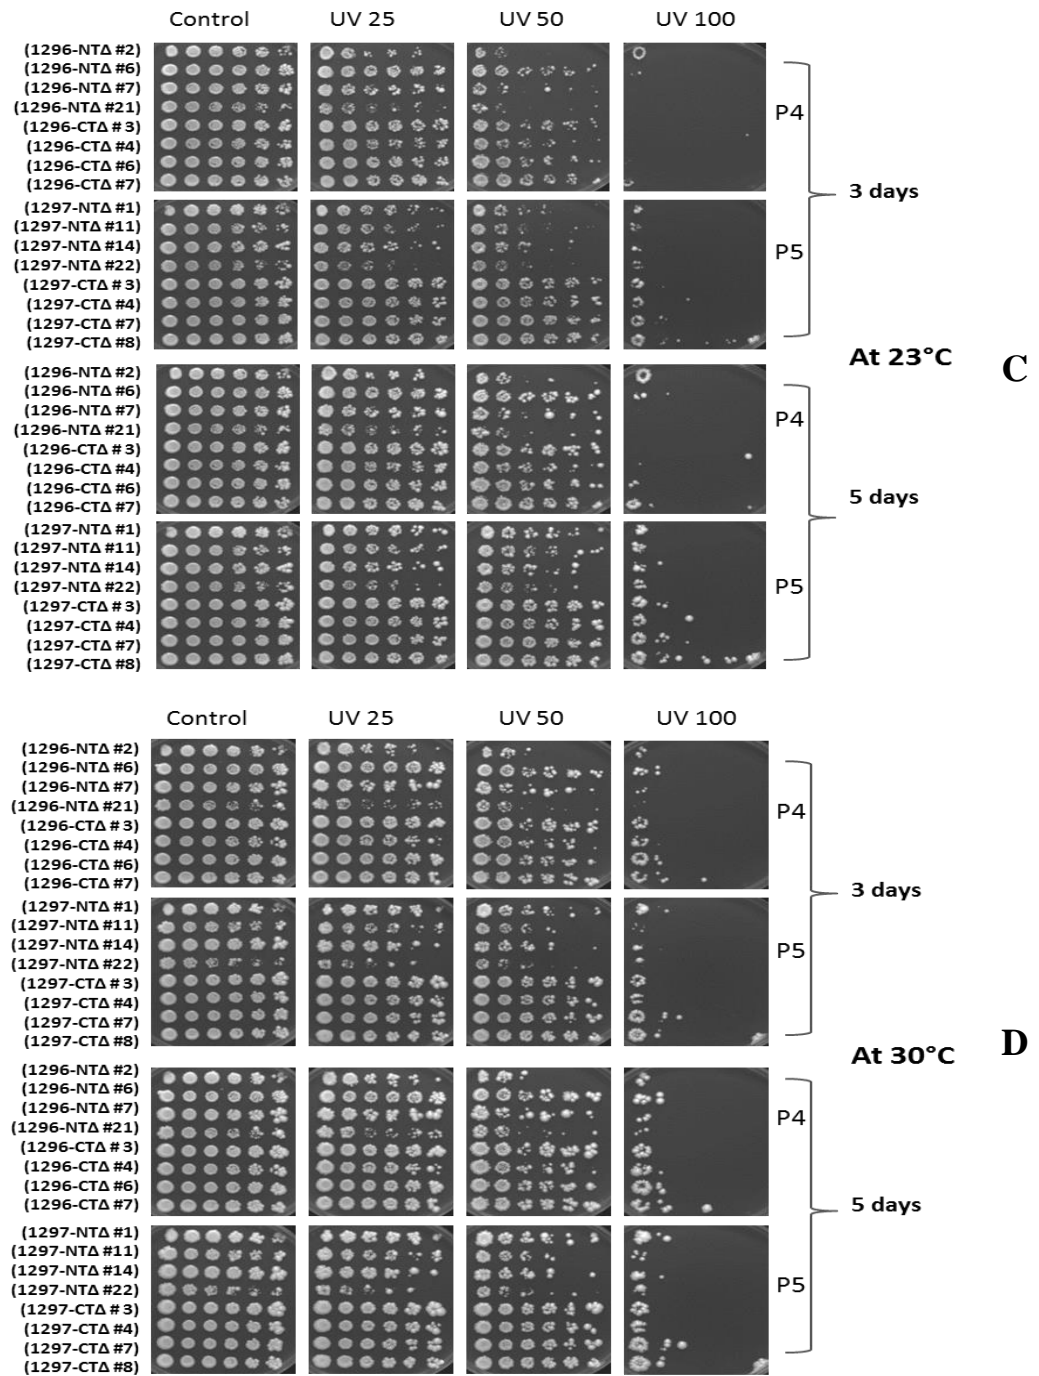 Control UV 25 UV 50 UV 100
(1296-NTΔ #2)
(1296-NTΔ #6)
(1296-NTΔ #7)
(1296-NTΔ #21)
(1296-CTΔ # 3)
(1296-CTΔ #4)
(1296-CTΔ #6)
(1296-CTΔ #7)
P4
3 days
(1297-NTΔ #1)
(1297-NTΔ #11)
(1297-NTΔ #14)
(1297-NTΔ #22)
(1297-CTΔ # 3)
(1297-CTΔ #4)
(1297-CTΔ #7)
(1297-CTΔ #8)
P5
At 23°C
C
(1296-NTΔ #2)
(1296-NTΔ #6)
(1296-NTΔ #7)
(1296-NTΔ #21)
(1296-CTΔ # 3)
(1296-CTΔ #4)
(1296-CTΔ #6)
(1296-CTΔ #7)
P4
5 days
(1297-NTΔ #1)
(1297-NTΔ #11)
(1297-NTΔ #14)
(1297-NTΔ #22)
(1297-CTΔ # 3)
(1297-CTΔ #4)
(1297-CTΔ #7)
(1297-CTΔ #8)
P5
Control UV 25 UV 50 UV 100
(1296-NTΔ #2)
(1296-NTΔ #6)
(1296-NTΔ #7)
(1296-NTΔ #21)
(1296-CTΔ # 3)
(1296-CTΔ #4)
(1296-CTΔ #6)
(1296-CTΔ #7)
P4
3 days
(1297-NTΔ #1)
(1297-NTΔ #11)
(1297-NTΔ #14)
(1297-NTΔ #22)
(1297-CTΔ # 3)
(1297-CTΔ #4)
(1297-CTΔ #7)
(1297-CTΔ #8)
P5
At 30°C
D
(1296-NTΔ #2)
(1296-NTΔ #6)
(1296-NTΔ #7)
(1296-NTΔ #21)
(1296-CTΔ # 3)
(1296-CTΔ #4)
(1296-CTΔ #6)
(1296-CTΔ #7)
P4
5 days
(1297-NTΔ #1)
(1297-NTΔ #11)
(1297-NTΔ #14)
(1297-NTΔ #22)
(1297-CTΔ # 3)
(1297-CTΔ #4)
(1297-CTΔ #7)
(1297-CTΔ #8)
P5